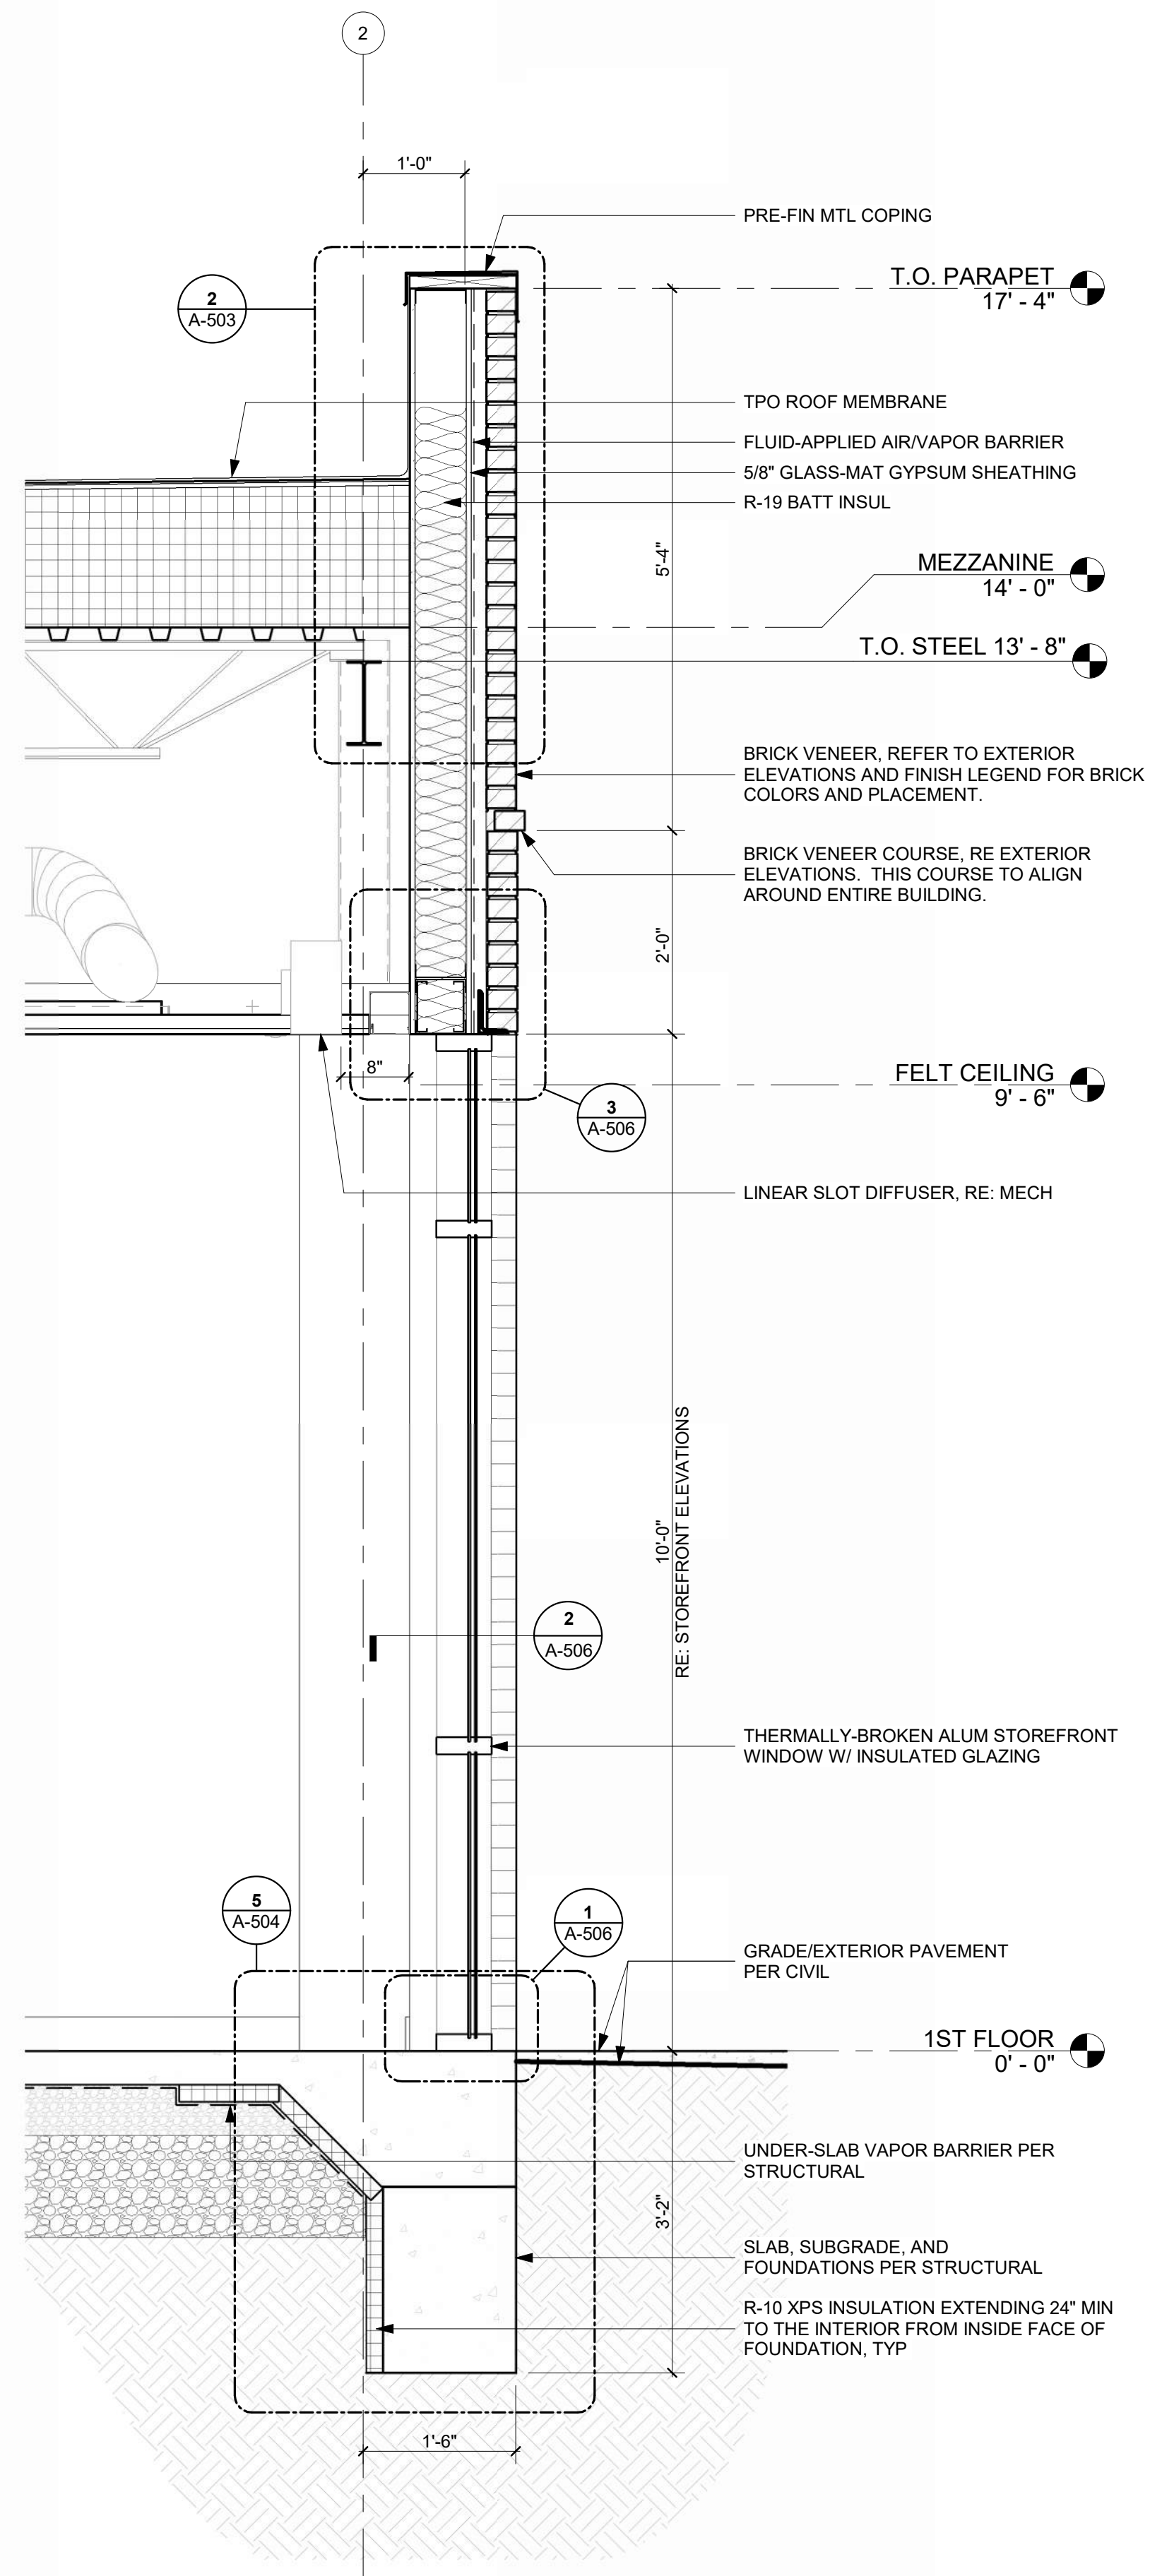 2
1'-0"
PRE-FIN MTL COPING
T.O. PARAPET
17' - 4"
2
A-503
TPO ROOF MEMBRANE
FLUID-APPLIED AIR/VAPOR BARRIER
5/8" GLASS-MAT GYPSUM SHEATHING
R-19 BATT INSUL
5'-4"
MEZZANINE
14' - 0"
T.O. STEEL 13' - 8"
BRICK VENEER, REFER TO EXTERIOR
ELEVATIONS AND FINISH LEGEND FOR BRICK
COLORS AND PLACEMENT.
BRICK VENEER COURSE, RE EXTERIOR
ELEVATIONS.  THIS COURSE TO ALIGN
AROUND ENTIRE BUILDING.
2'-0"
8"
FELT CEILING
9' - 6"
3
A-506
LINEAR SLOT DIFFUSER, RE: MECH
10'-0"
RE: STOREFRONT ELEVATIONS
2
A-506
THERMALLY-BROKEN ALUM STOREFRONT
WINDOW W/ INSULATED GLAZING
5
A-504
1
A-506
GRADE/EXTERIOR PAVEMENT
PER CIVIL
1ST FLOOR
0' - 0"
UNDER-SLAB VAPOR BARRIER PER
STRUCTURAL
3'-2"
SLAB, SUBGRADE, AND
FOUNDATIONS PER STRUCTURAL
R-10 XPS INSULATION EXTENDING 24" MIN
TO THE INTERIOR FROM INSIDE FACE OF
FOUNDATION, TYP
1'-6"